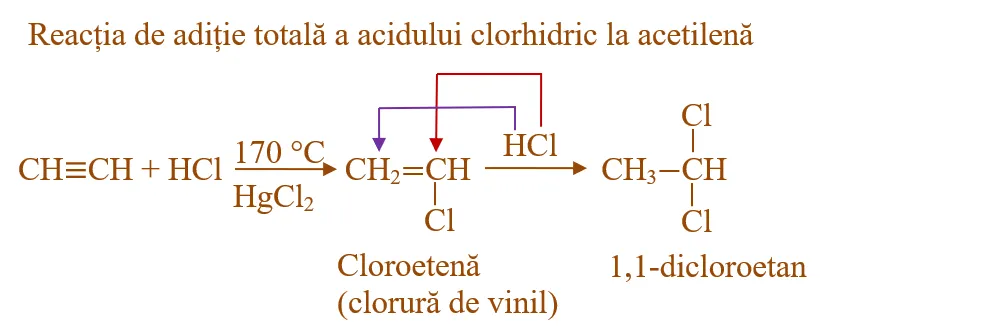 Reacția de adiție totală a acidului clorhidric la acetilenă
CH≡CH + HCl 170 °C HgCl₂ CH₂=CH Cl HCl CH₃−CH Cl Cl
Cloroetenă 1,1-dicloroetan
(clorură de vinil)